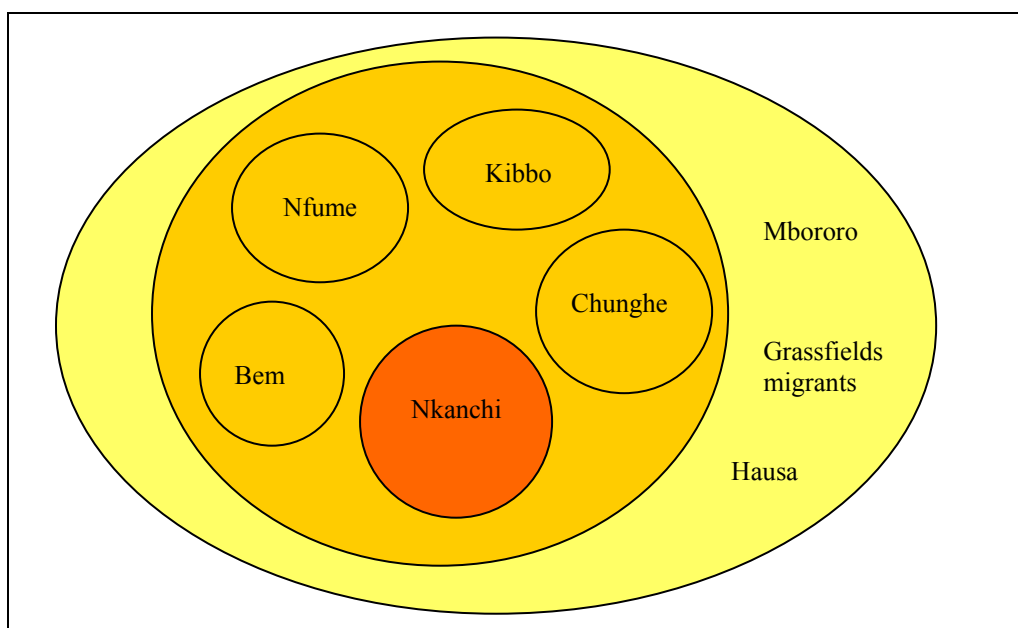 Kibbo
Nfume
Mbororo
Chunghe
Grassfields
migrants
Bem
Nkanchi
Hausa